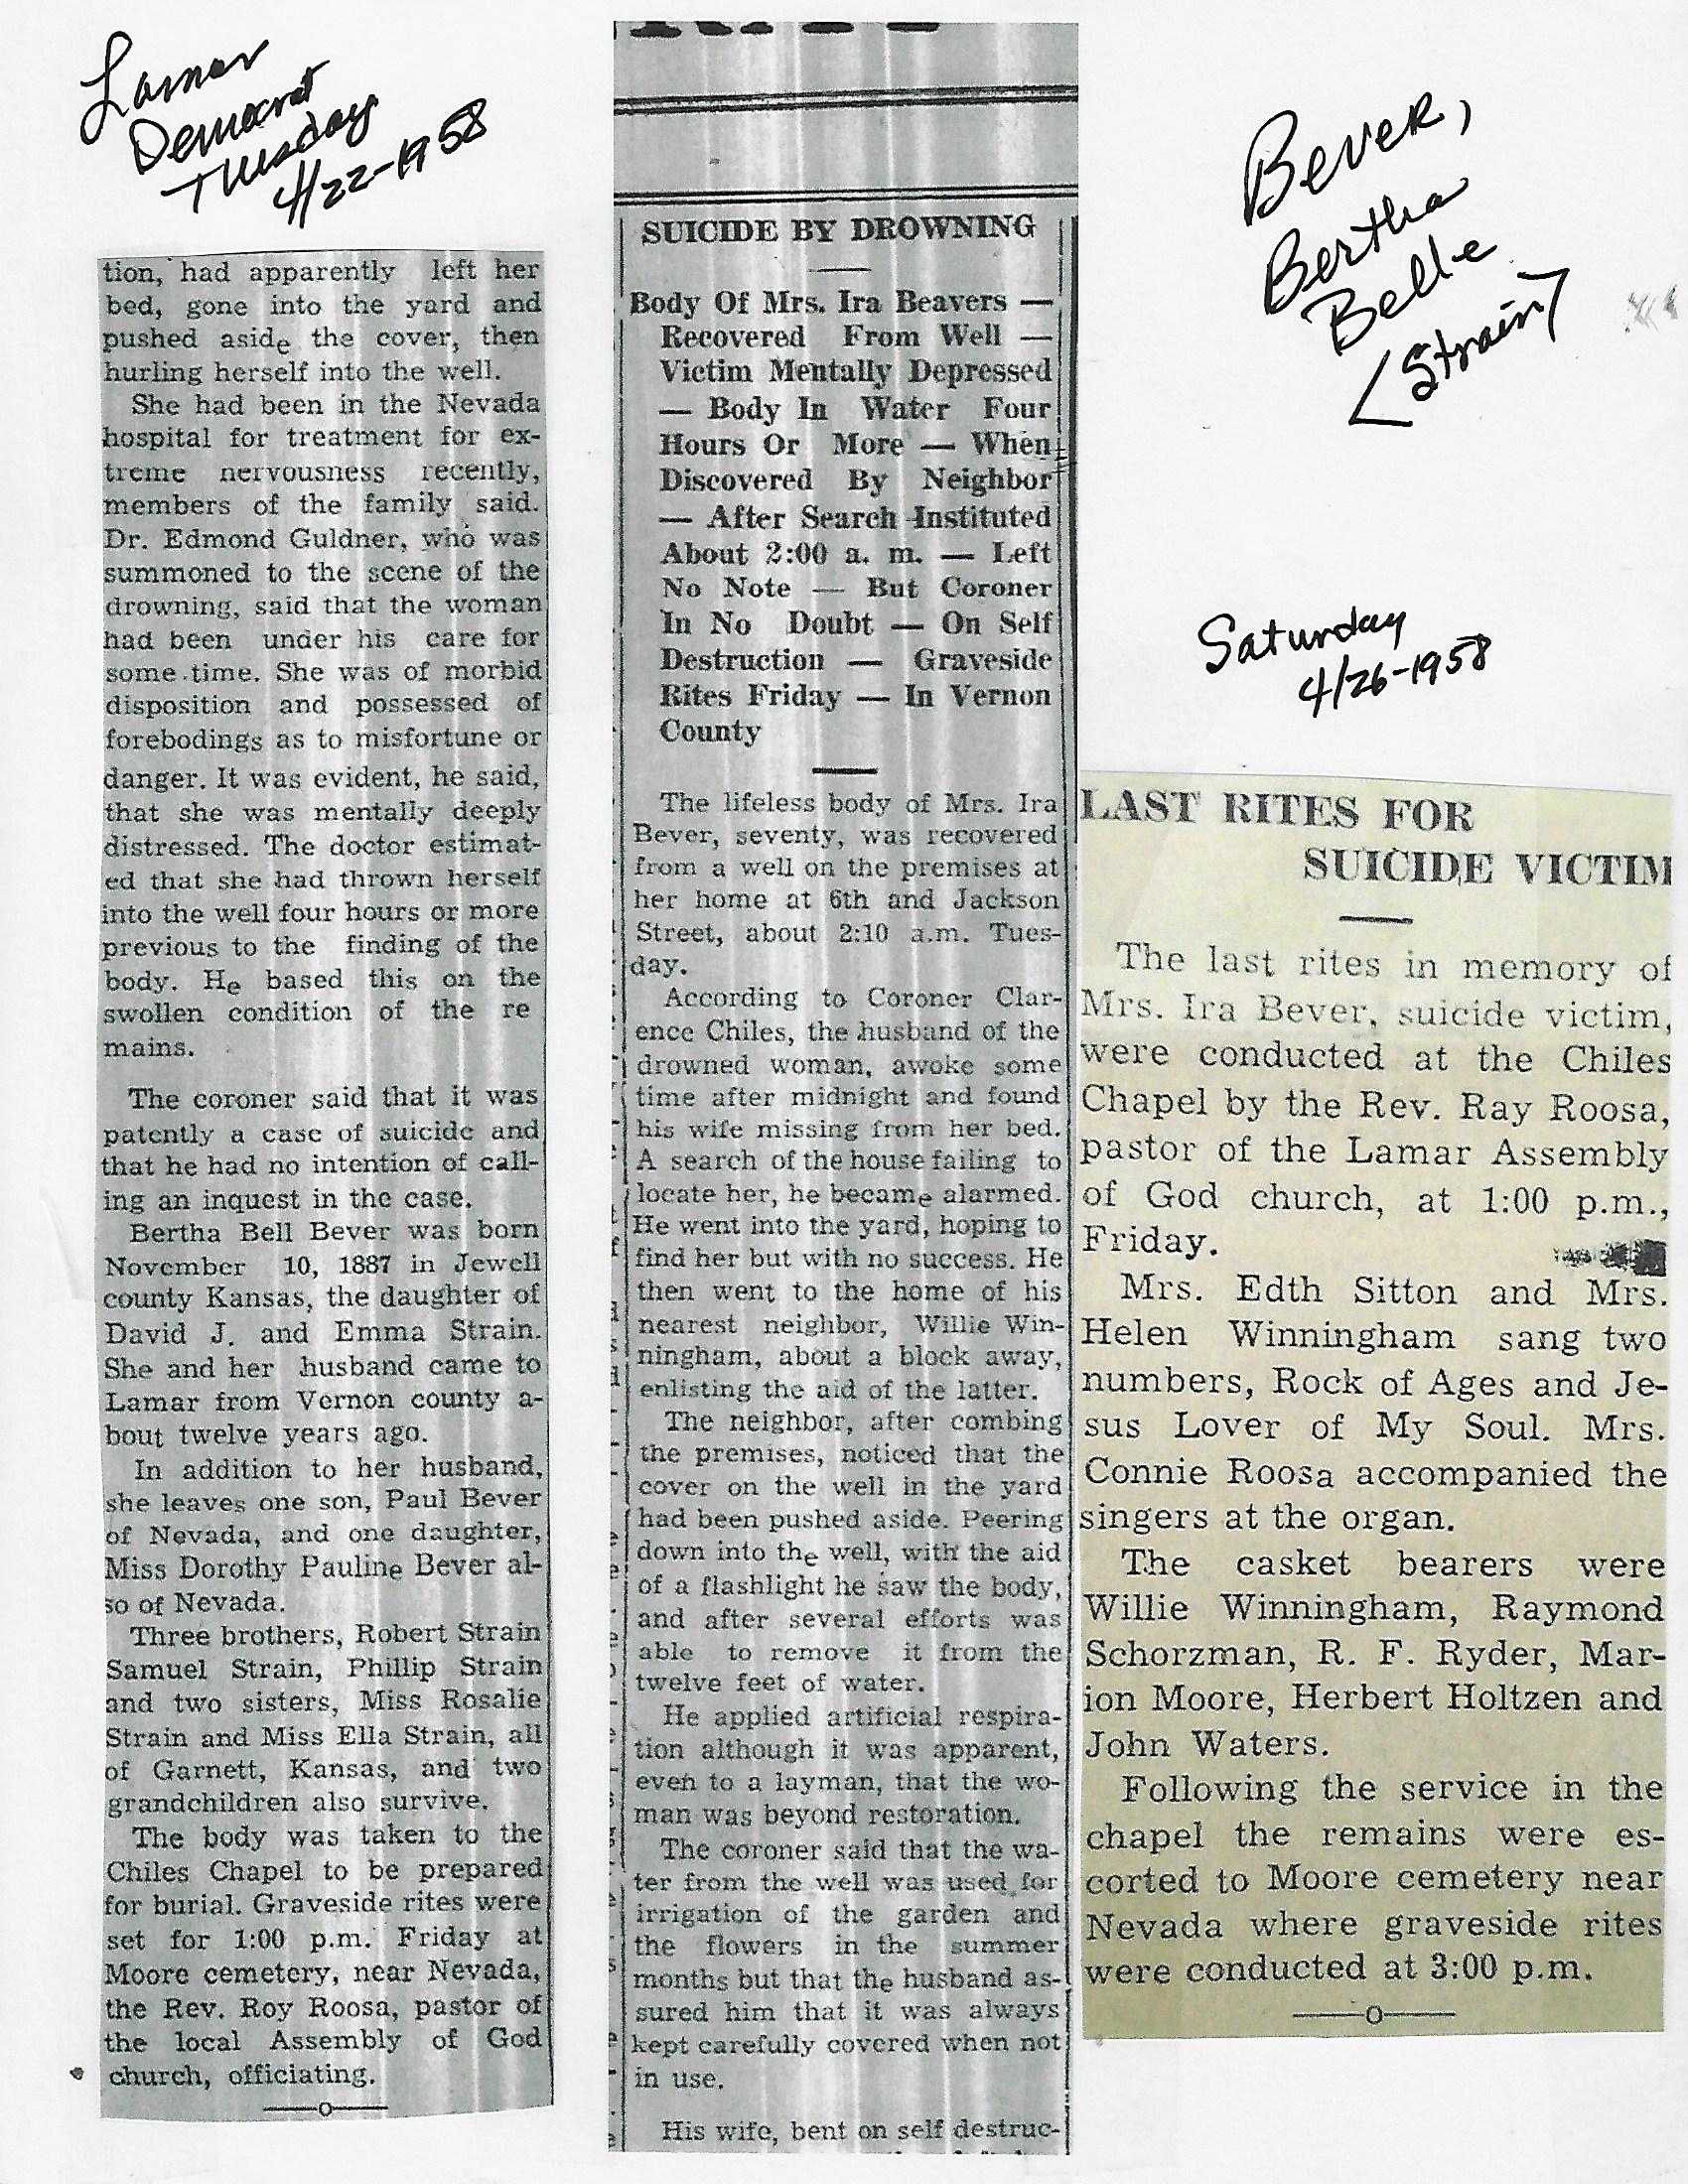 Lamar
Democrat
Tuesday
4/22-1958
SUICIDE BY DROWNING
Body Of Mrs. Ira Beavers —
Recovered From Well —
Victim Mentally Depressed
— Body In Water Four
Hours Or More — When
Discovered By Neighbor
— After Search Instituted
About 2:00 a. m. — Left
No Note — But Coroner
In No Doubt — On Self
Destruction — Graveside
Rites Friday — In Vernon
County
The lifeless body of Mrs. Ira
Bever, seventy, was recovered
from a well on the premises at
her home at 6th and Jackson
Street, about 2:10 a.m. Tues-
day.
According to Coroner Clar-
ence Chiles, the husband of the
drowned woman, awoke some
time after midnight and found
his wife missing from her bed.
A search of the house failing to
locate her, he became alarmed.
He went into the yard, hoping to
find her but with no success. He
then went to the home of his
nearest neighbor, Willie Win-
ningham, about a block away,
enlisting the aid of the latter.
The neighbor, after combing
the premises, noticed that the
cover on the well in the yard
had been pushed aside. Peering
down into the well, with the aid
of a flashlight he saw the body,
and after several efforts was
able to remove it from the
twelve feet of water.
He applied artificial respira-
tion although it was apparent,
even to a layman, that the wo-
man was beyond restoration.
The coroner said that the wa-
ter from the well was used for
irrigation of the garden and
the flowers in the summer
months but that the husband as-
sured him that it was always
kept carefully covered when not
in use.
His wife, bent on self destruc-
tion, had apparently left her
bed, gone into the yard and
pushed aside the cover, then
hurling herself into the well.
She had been in the Nevada
hospital for treatment for ex-
treme nervousness recently,
members of the family said.
Dr. Edmond Guldner, who was
summoned to the scene of the
drowning, said that the woman
had been under his care for
some time. She was of morbid
disposition and possessed of
forebodings as to misfortune or
danger. It was evident, he said,
that she was mentally deeply
distressed. The doctor estimat-
ed that she had thrown herself
into the well four hours or more
previous to the finding of the
body. He based this on the
swollen condition of the re
mains.
The coroner said that it was
patently a case of suicide and
that he had no intention of call-
ing an inquest in the case.
Bertha Bell Bever was born
November 10, 1887 in Jewell
county Kansas, the daughter of
David J. and Emma Strain.
She and her husband came to
Lamar from Vernon county a-
bout twelve years ago.
In addition to her husband,
she leaves one son, Paul Bever
of Nevada, and one daughter,
Miss Dorothy Pauline Bever al-
so of Nevada.
Three brothers, Robert Strain
Samuel Strain, Phillip Strain
and two sisters, Miss Rosalie
Strain and Miss Ella Strain, all
of Garnett, Kansas, and two
grandchildren also survive.
The body was taken to the
Chiles Chapel to be prepared
for burial. Graveside rites were
set for 1:00 p.m. Friday at
Moore cemetery, near Nevada,
the Rev. Roy Roosa, pastor of
the local Assembly of God
church, officiating.
Bever,
Bertha
Belle
<Strain>
Saturday
4/26-1958
LAST RITES FOR
SUICIDE VICTIM
The last rites in memory of
Mrs. Ira Bever, suicide victim,
were conducted at the Chiles
Chapel by the Rev. Ray Roosa,
pastor of the Lamar Assembly
of God church, at 1:00 p.m.,
Friday.
Mrs. Edth Sitton and Mrs.
Helen Winningham sang two
numbers, Rock of Ages and Je-
sus Lover of My Soul. Mrs.
Connie Roosa accompanied the
singers at the organ.
The casket bearers were
Willie Winningham, Raymond
Schorzman, R. F. Ryder, Mar-
ion Moore, Herbert Holtzen and
John Waters.
Following the service in the
chapel the remains were es-
corted to Moore cemetery near
Nevada where graveside rites
were conducted at 3:00 p.m.